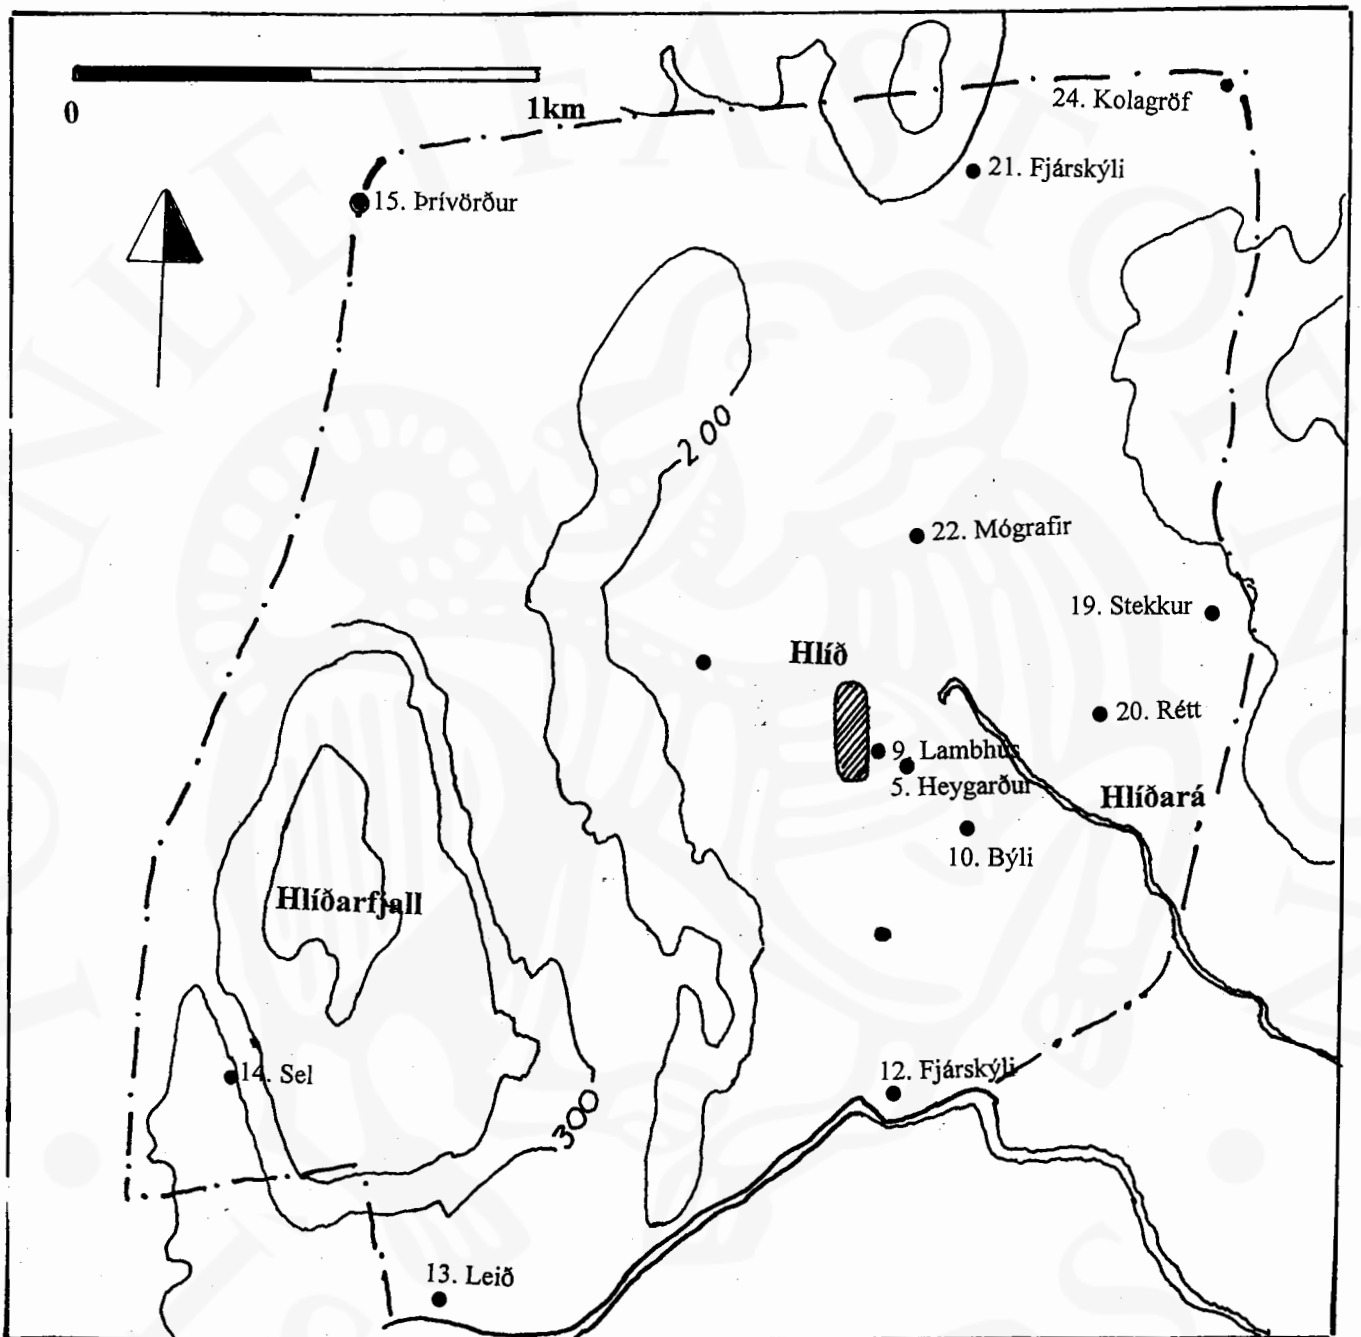 0
1km
24. Kolagröf
21. Fjárskýli
15. Þrívörður
200
22. Mógrafir
19. Stekkur
Hlíð
20. Rétt
9. Lambhús
5. Heygarður
Hlíðará
10. Býli
Hlíðarfjall
14. Sel
12. Fjárskýli
300
13. Leið